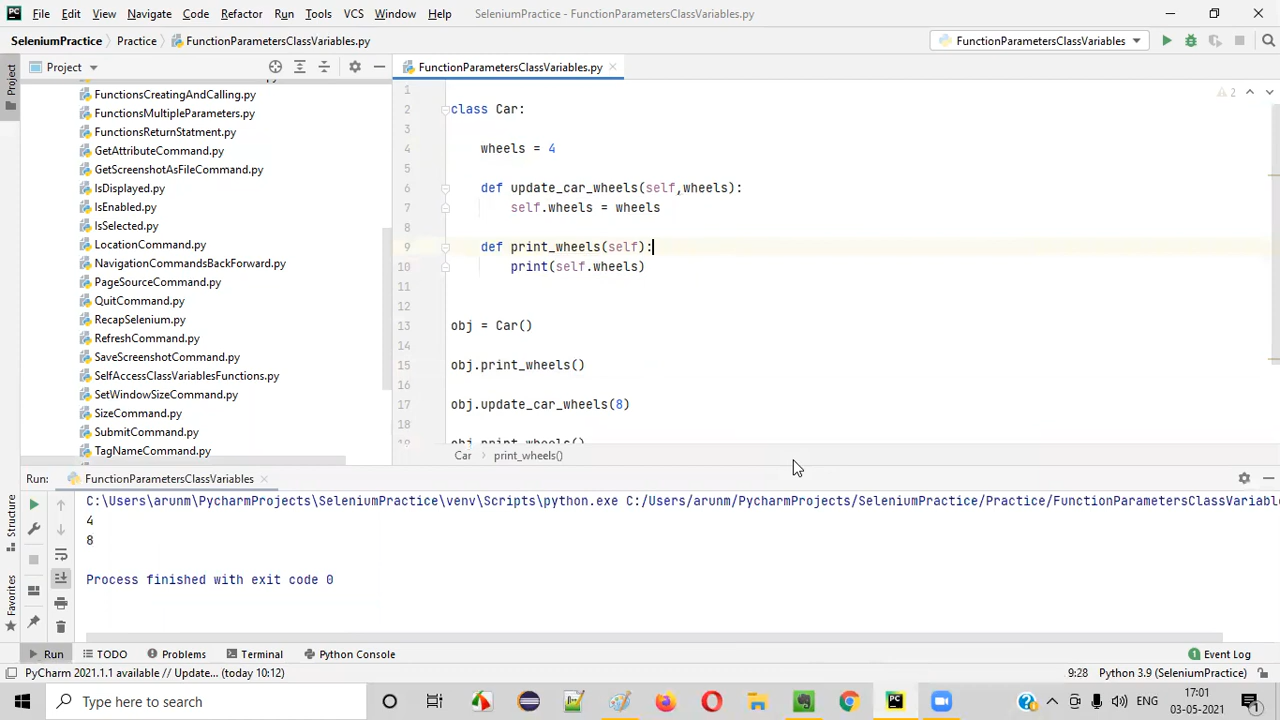 File Edit View Navigate Code Refactor Run Tools VCS Window Help SeleniumPractice - FunctionParametersClassVariables.py
SeleniumPractice Practice FunctionParametersClassVariables.py FunctionParametersClassVariables
Project FunctionParametersClassVariables.py
Project
FunctionsCreatingAndCalling.py
FunctionsMultipleParameters.py
FunctionsReturnStatment.py
GetAttributeCommand.py
GetScreenshotAsFileCommand.py
IsDisplayed.py
IsEnabled.py
IsSelected.py
LocationCommand.py
NavigationCommandsBackForward.py
PageSourceCommand.py
QuitCommand.py
RecapSelenium.py
RefreshCommand.py
SaveScreenshotCommand.py
SelfAccessClassVariablesFunctions.py
SetWindowSizeCommand.py
SizeCommand.py
SubmitCommand.py
TagNameCommand.py
1
2 class Car:
3
4 wheels = 4
5
6 def update_car_wheels(self,wheels):
7 self.wheels = wheels
8
9 def print_wheels(self):
10 print(self.wheels)
11
12
13 obj = Car()
14
15 obj.print_wheels()
16
17 obj.update_car_wheels(8)
18
19 obj.print_wheels()
2
Car print_wheels()
Run: FunctionParametersClassVariables
C:\Users\arunm\PycharmProjects\SeleniumPractice\venv\Scripts\python.exe C:/Users/arunm/PycharmProjects/SeleniumPractice/Practice/FunctionParametersClassVariabl
4
8
Process finished with exit code 0
Structure
Favorites
Run TODO Problems Terminal Python Console Event Log
PyCharm 2021.1.1 available // Update... (today 10:12) 9:28 Python 3.9 (SeleniumPractice)
Type here to search ENG 17:01
03-05-2021
1